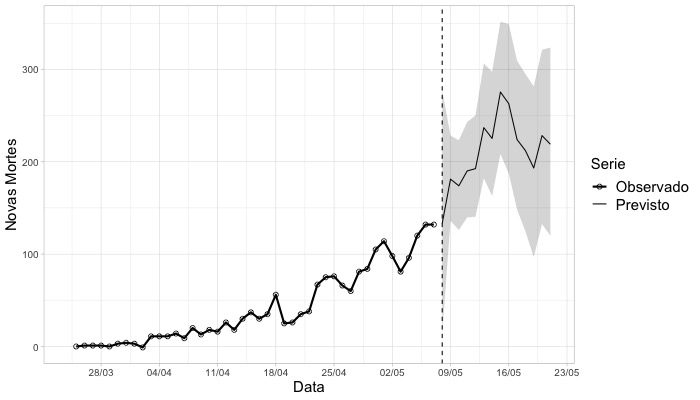 Novas Mortes
300
200
100
0
28/03 04/04 11/04 18/04 25/04 02/05 09/05 16/05 23/05
Data
Serie
Observado
Previsto